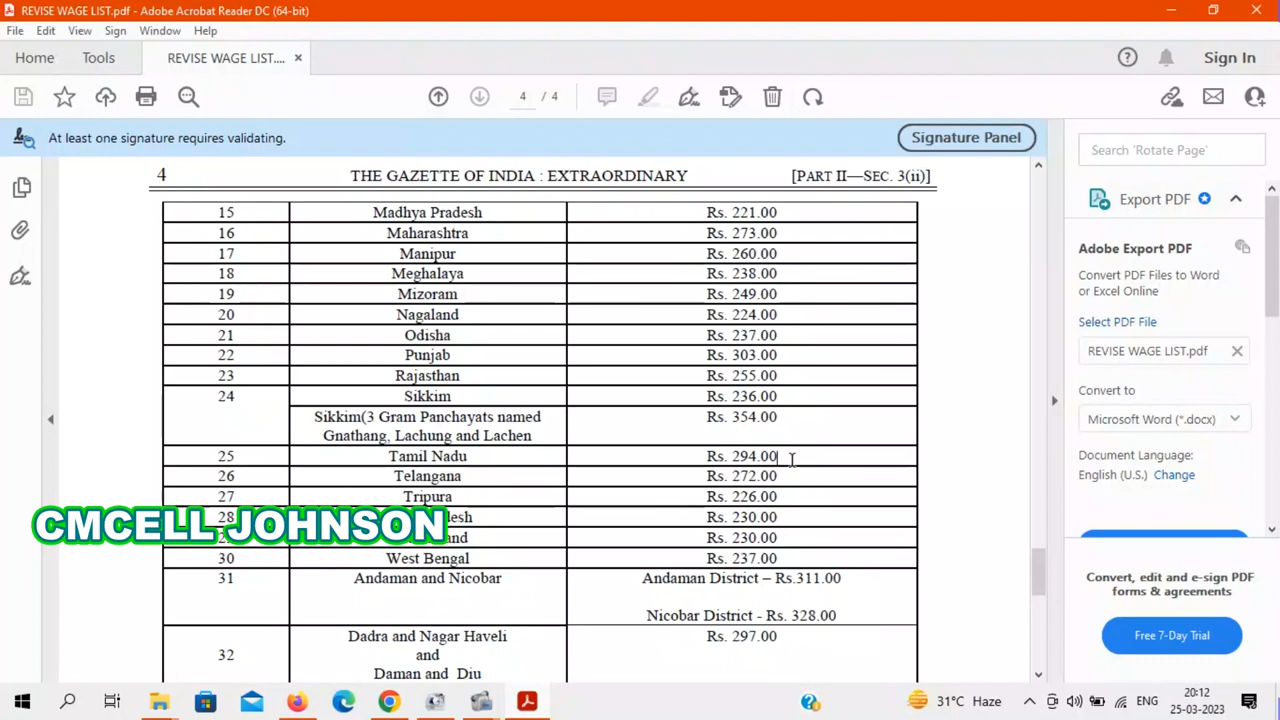 REVISE WAGE LIST.pdf - Adobe Acrobat Reader DC (64-bit)
File Edit View Sign Window Help
Home Tools REVISE WAGE LIST.... × Sign In
4 / 4
At least one signature requires validating. Signature Panel
4 THE GAZETTE OF INDIA : EXTRAORDINARY [PART II—SEC. 3(ii)]
15 Madhya Pradesh Rs. 221.00
16 Maharashtra Rs. 273.00
17 Manipur Rs. 260.00
18 Meghalaya Rs. 238.00
19 Mizoram Rs. 249.00
20 Nagaland Rs. 224.00
21 Odisha Rs. 237.00
22 Punjab Rs. 303.00
23 Rajasthan Rs. 255.00
24 Sikkim Rs. 236.00
Sikkim(3 Gram Panchayats named Rs. 354.00
Gnathang, Lachung and Lachen
25 Tamil Nadu Rs. 294.00
26 Telangana Rs. 272.00
27 Tripura Rs. 226.00
28 Rs. 230.00
CMCELL JOHNSON
Rs. 230.00
30 West Bengal Rs. 237.00
31 Andaman and Nicobar Andaman District – Rs.311.00
Nicobar District - Rs. 328.00
Dadra and Nagar Haveli Rs. 297.00
32 and
Daman and Diu
Search 'Rotate Page'
Export PDF
Adobe Export PDF
Convert PDF Files to Word
or Excel Online
Select PDF File
REVISE WAGE LIST.pdf ×
Convert to
Microsoft Word (*.docx)
Document Language:
English (U.S.) Change
Convert, edit and e-sign PDF
forms & agreements
Free 7-Day Trial
31°C Haze ENG 20:12
25-03-2023